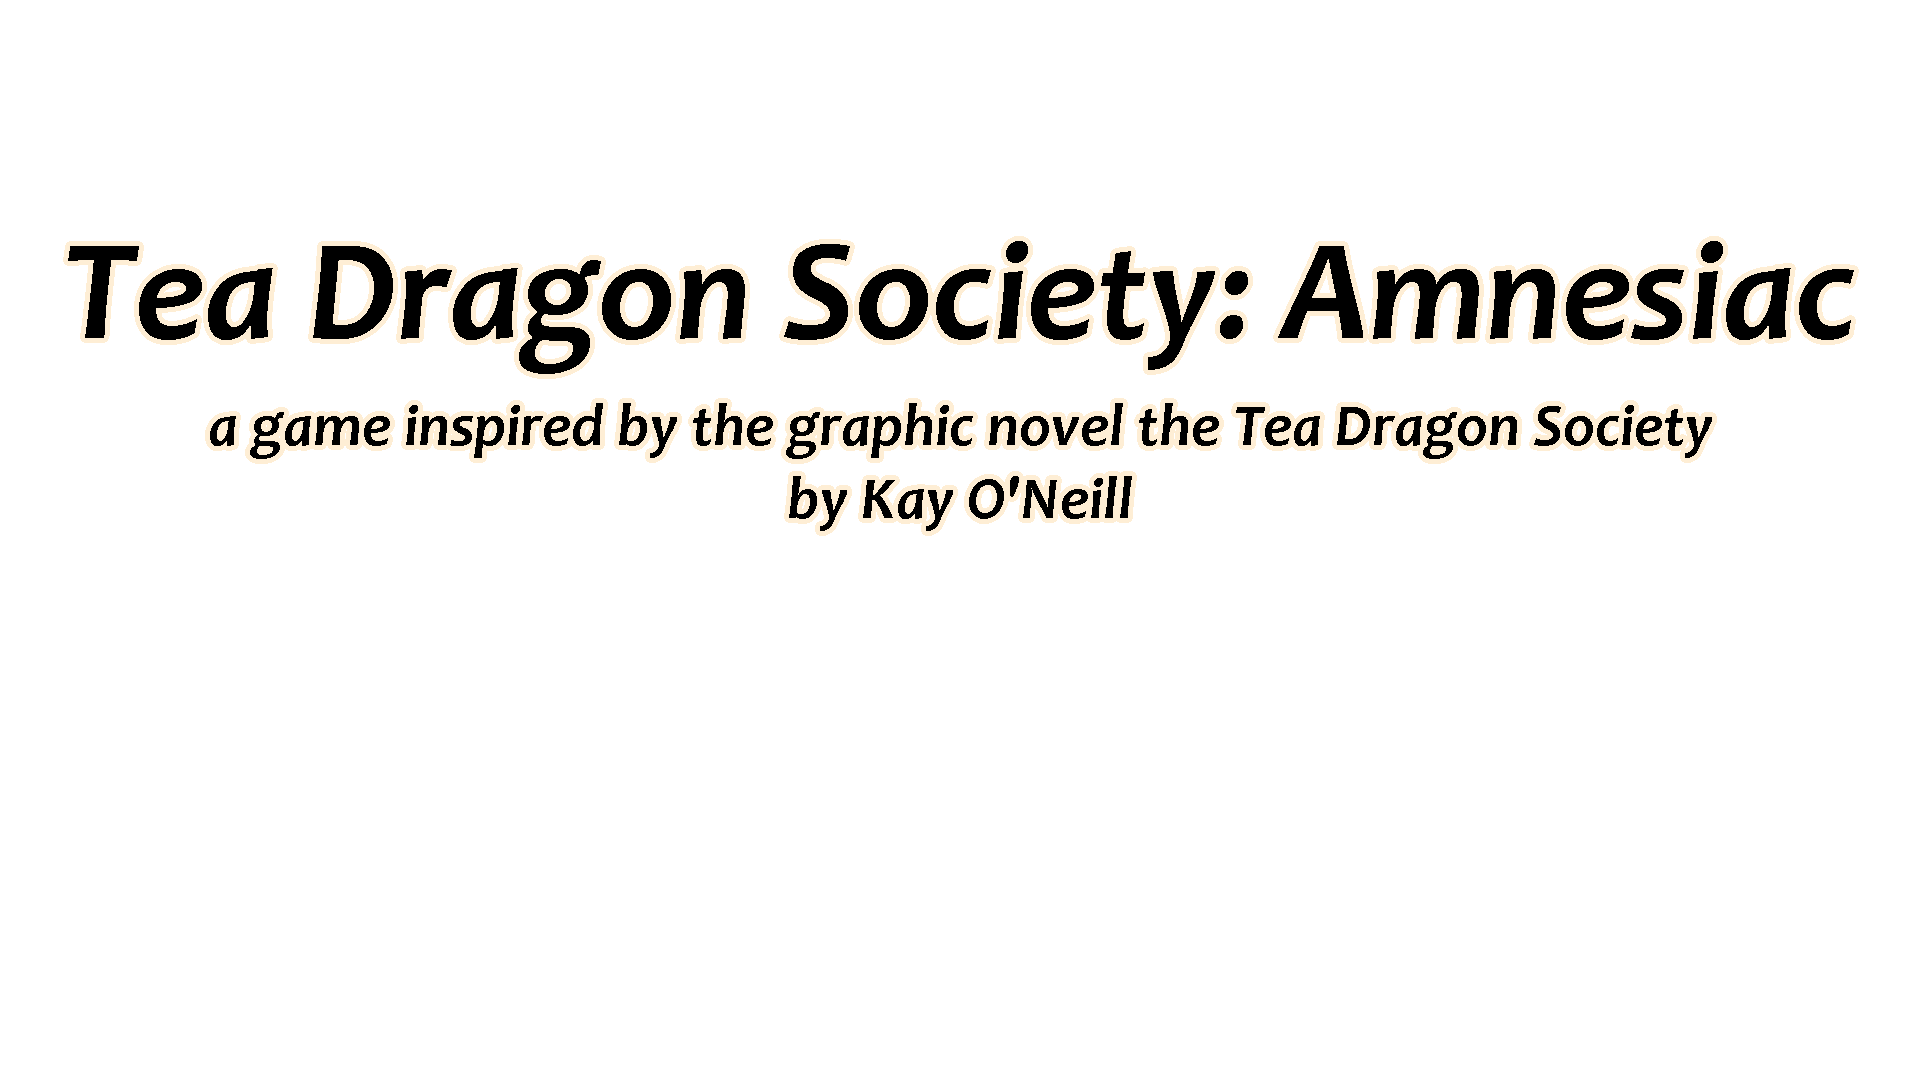 Tea Dragon Society: Amnesiac
a game inspired by the graphic novel the Tea Dragon Society
by Kay O'Neill